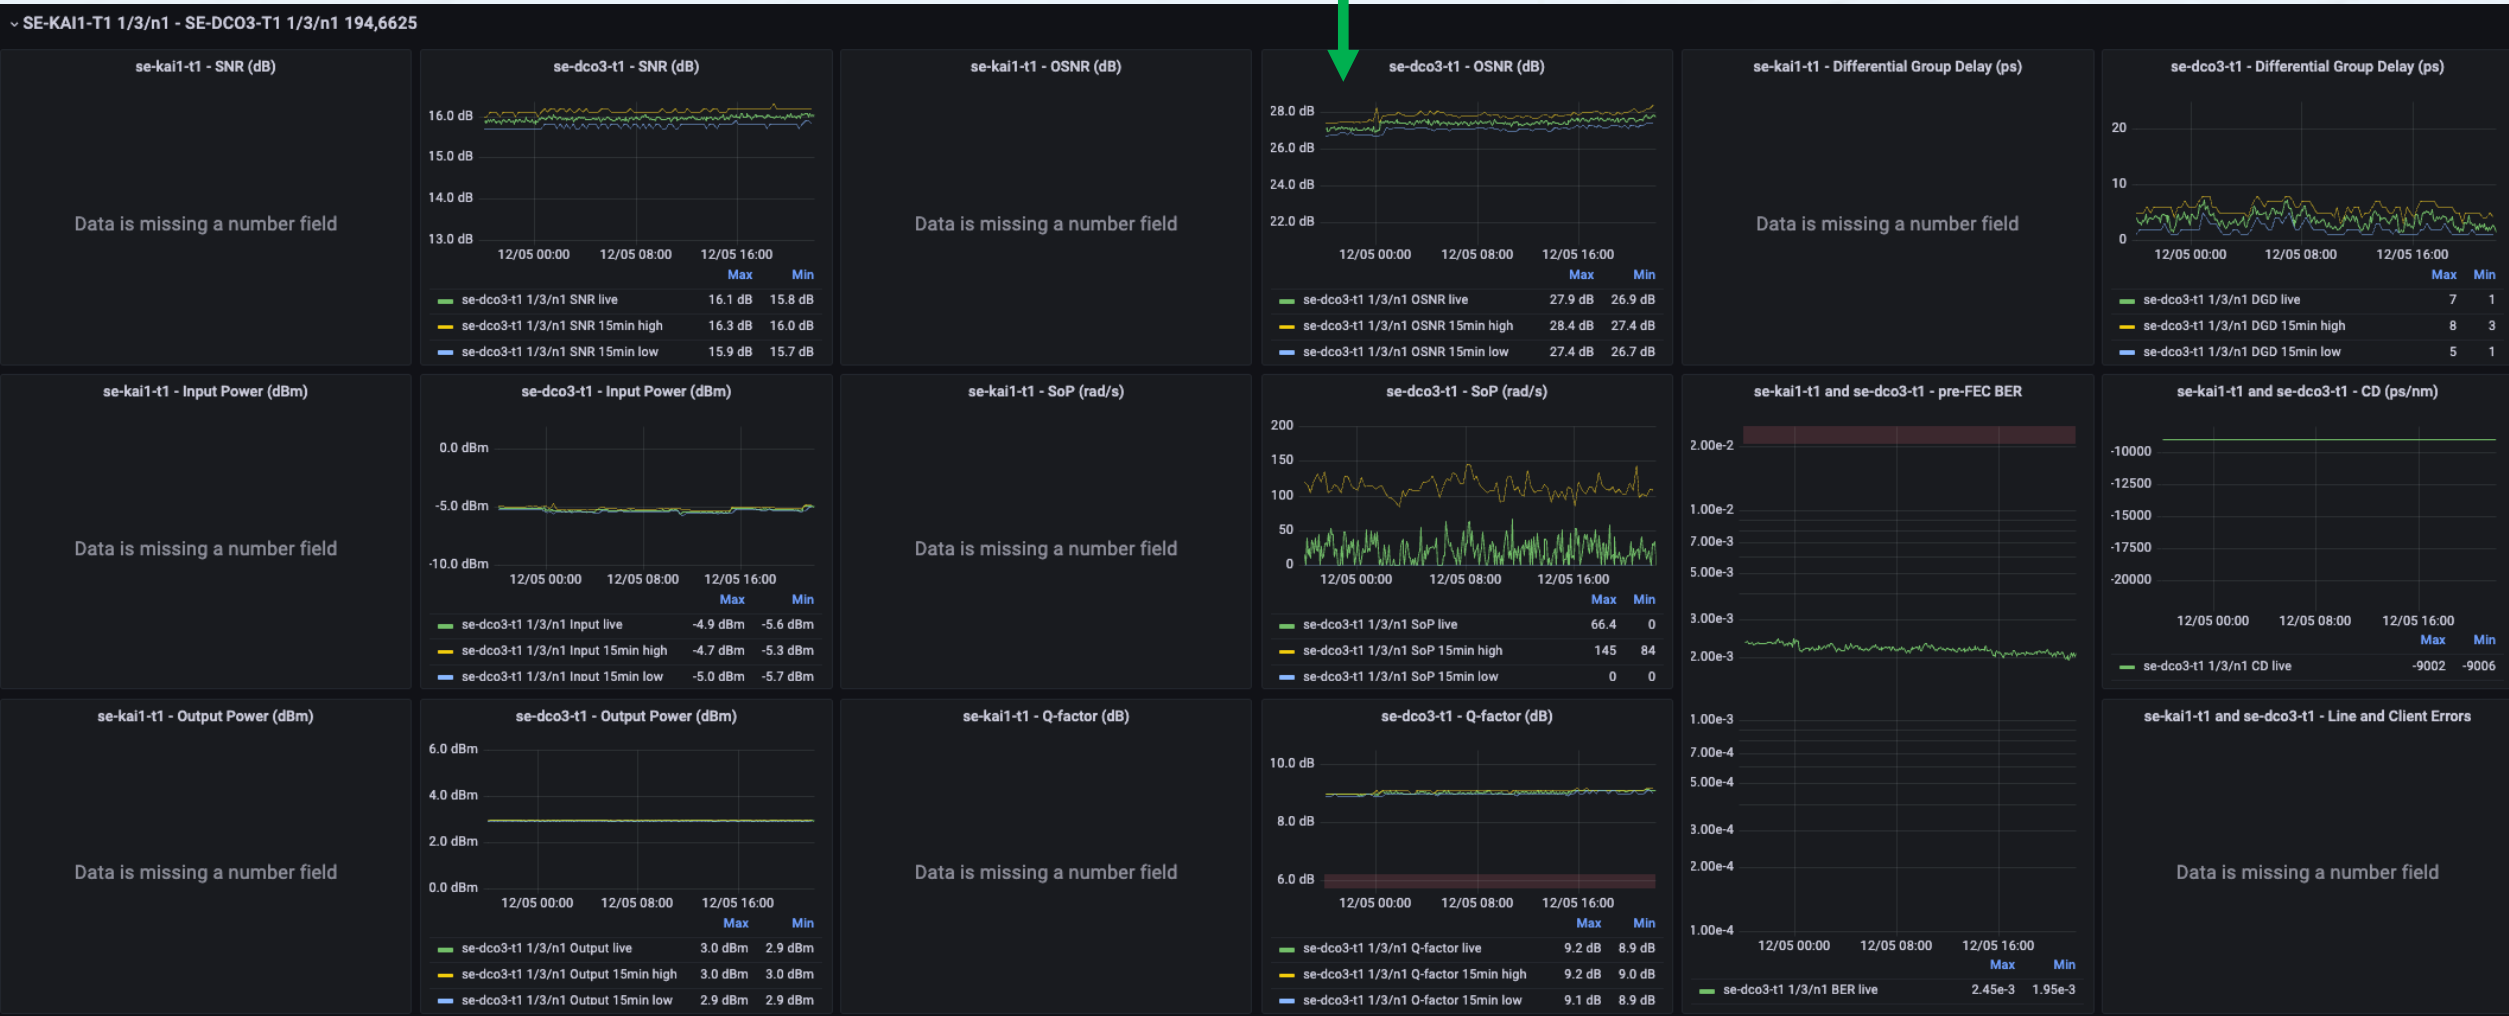 SE-KAI1-T1 1/3/n1 - SE-DCO3-T1 1/3/n1 194,6625
se-kai1-t1 - SNR (dB)
Data is missing a number field
se-dco3-t1 - SNR (dB)
16.0 dB
15.0 dB
14.0 dB
13.0 dB
12/05 00:00 12/05 08:00 12/05 16:00
Max Min
se-dco3-t1 1/3/n1 SNR live 16.1 dB 15.8 dB
se-dco3-t1 1/3/n1 SNR 15min high 16.3 dB 16.0 dB
se-dco3-t1 1/3/n1 SNR 15min low 15.9 dB 15.7 dB
se-kai1-t1 - OSNR (dB)
Data is missing a number field
se-dco3-t1 - OSNR (dB)
28.0 dB
26.0 dB
24.0 dB
22.0 dB
12/05 00:00 12/05 08:00 12/05 16:00
Max Min
se-dco3-t1 1/3/n1 OSNR live 27.9 dB 26.9 dB
se-dco3-t1 1/3/n1 OSNR 15min high 28.4 dB 27.4 dB
se-dco3-t1 1/3/n1 OSNR 15min low 27.4 dB 26.7 dB
se-kai1-t1 - Differential Group Delay (ps)
Data is missing a number field
se-dco3-t1 - Differential Group Delay (ps)
20
10
0
12/05 00:00 12/05 08:00 12/05 16:00
Max Min
se-dco3-t1 1/3/n1 DGD live 7 1
se-dco3-t1 1/3/n1 DGD 15min high 8 3
se-dco3-t1 1/3/n1 DGD 15min low 5 1
se-kai1-t1 - Input Power (dBm)
Data is missing a number field
se-dco3-t1 - Input Power (dBm)
0.0 dBm
-5.0 dBm
-10.0 dBm
12/05 00:00 12/05 08:00 12/05 16:00
Max Min
se-dco3-t1 1/3/n1 Input live -4.9 dBm -5.6 dBm
se-dco3-t1 1/3/n1 Input 15min high -4.7 dBm -5.3 dBm
se-dco3-t1 1/3/n1 Input 15min low -5.0 dBm -5.7 dBm
se-kai1-t1 - SoP (rad/s)
Data is missing a number field
se-dco3-t1 - SoP (rad/s)
200
150
100
50
0
12/05 00:00 12/05 08:00 12/05 16:00
Max Min
se-dco3-t1 1/3/n1 SoP live 66.4 0
se-dco3-t1 1/3/n1 SoP 15min high 145 84
se-dco3-t1 1/3/n1 SoP 15min low 0 0
se-kai1-t1 and se-dco3-t1 - pre-FEC BER
2.00e-2
1.00e-2
7.00e-3
5.00e-3
3.00e-3
2.00e-3
1.00e-3
7.00e-4
5.00e-4
3.00e-4
2.00e-4
1.00e-4
12/05 00:00 12/05 08:00 12/05 16:00
Max Min
se-dco3-t1 1/3/n1 BER live 2.45e-3 1.95e-3
se-kai1-t1 and se-dco3-t1 - CD (ps/nm)
-10000
-12500
-15000
-17500
-20000
12/05 00:00 12/05 08:00 12/05 16:00
Max Min
se-dco3-t1 1/3/n1 CD live -9002 -9006
se-kai1-t1 - Output Power (dBm)
Data is missing a number field
se-dco3-t1 - Output Power (dBm)
6.0 dBm
4.0 dBm
2.0 dBm
0.0 dBm
12/05 00:00 12/05 08:00 12/05 16:00
Max Min
se-dco3-t1 1/3/n1 Output live 3.0 dBm 2.9 dBm
se-dco3-t1 1/3/n1 Output 15min high 3.0 dBm 3.0 dBm
se-dco3-t1 1/3/n1 Output 15min low 2.9 dBm 2.9 dBm
se-kai1-t1 - Q-factor (dB)
Data is missing a number field
se-dco3-t1 - Q-factor (dB)
10.0 dB
8.0 dB
6.0 dB
12/05 00:00 12/05 08:00 12/05 16:00
Max Min
se-dco3-t1 1/3/n1 Q-factor live 9.2 dB 8.9 dB
se-dco3-t1 1/3/n1 Q-factor 15min high 9.2 dB 9.0 dB
se-dco3-t1 1/3/n1 Q-factor 15min low 9.1 dB 8.9 dB
se-kai1-t1 and se-dco3-t1 - Line and Client Errors
Data is missing a number field